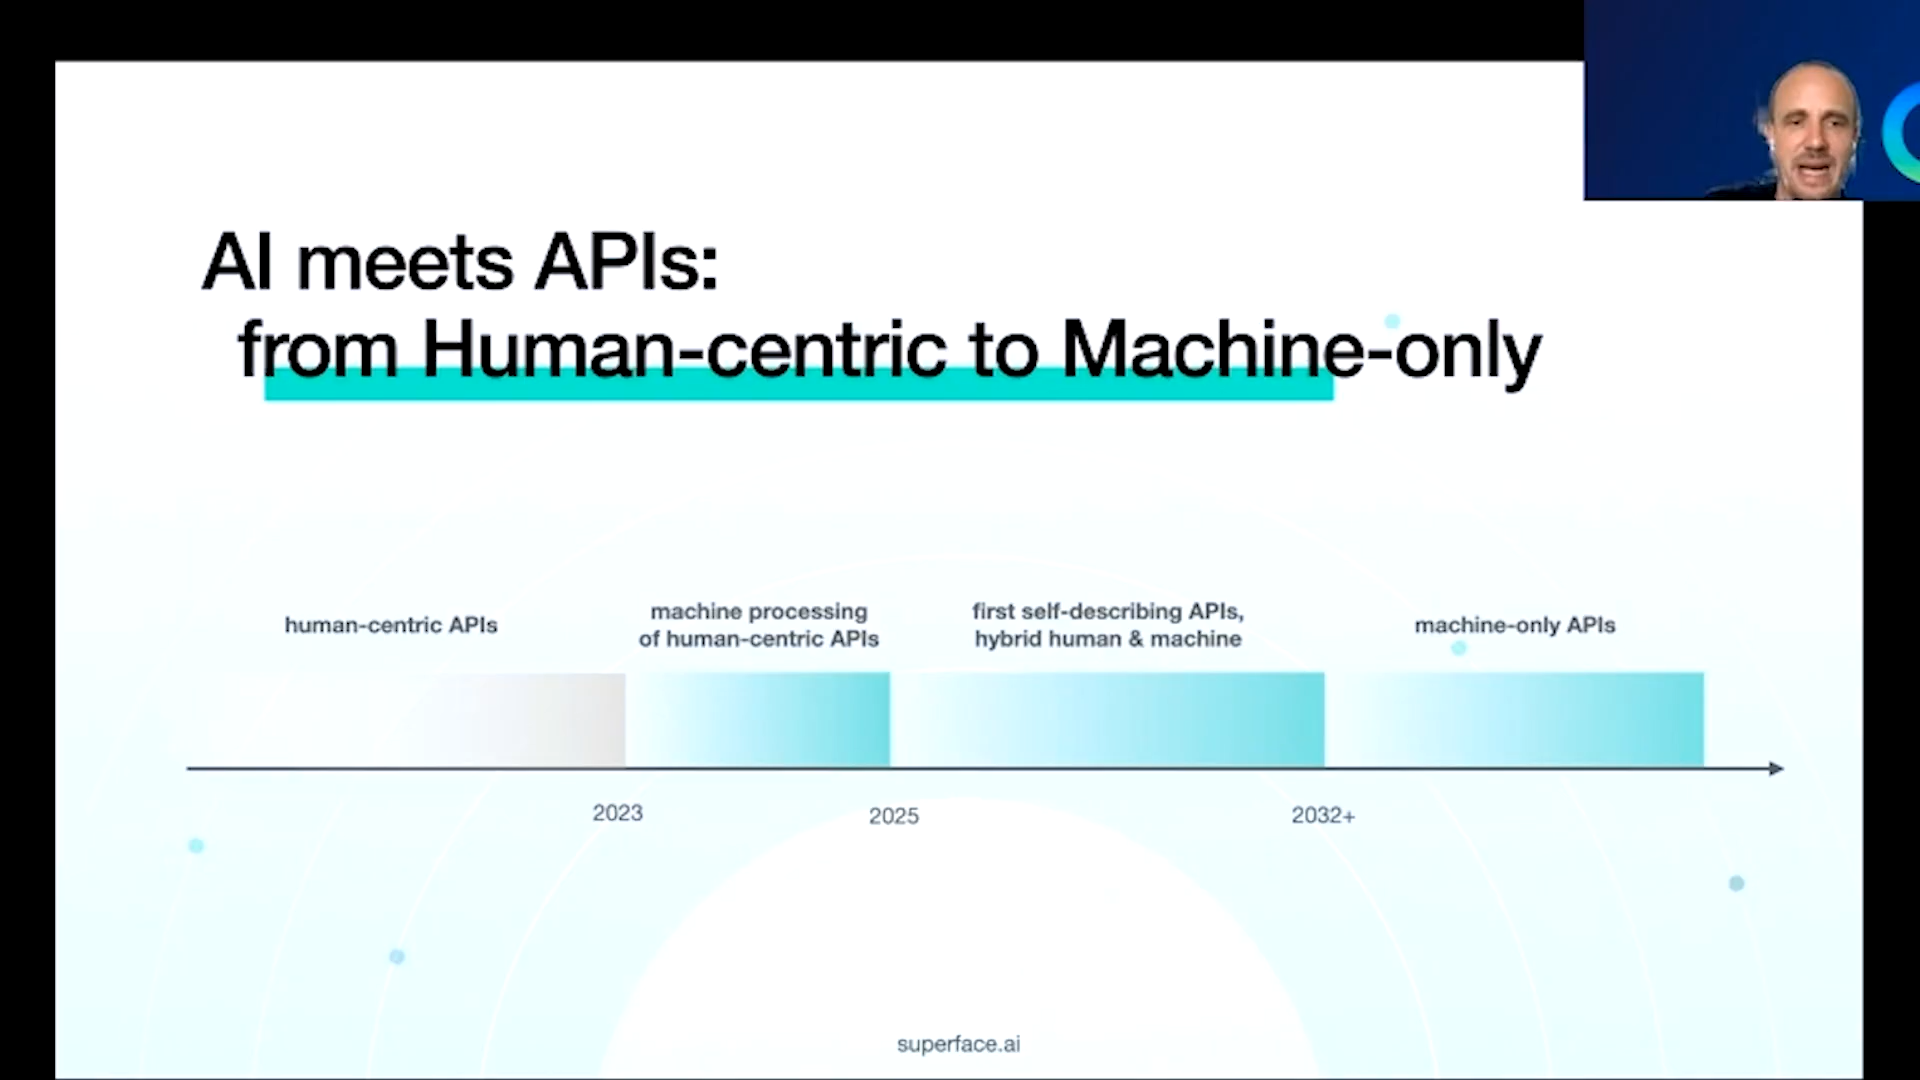 AI meets APIs:
from Human-centric to Machine-only
human-centric APIs
machine processing
of human-centric APIs
first self-describing APIs,
hybrid human & machine
machine-only APIs
2023
2025
2032+
superface.ai